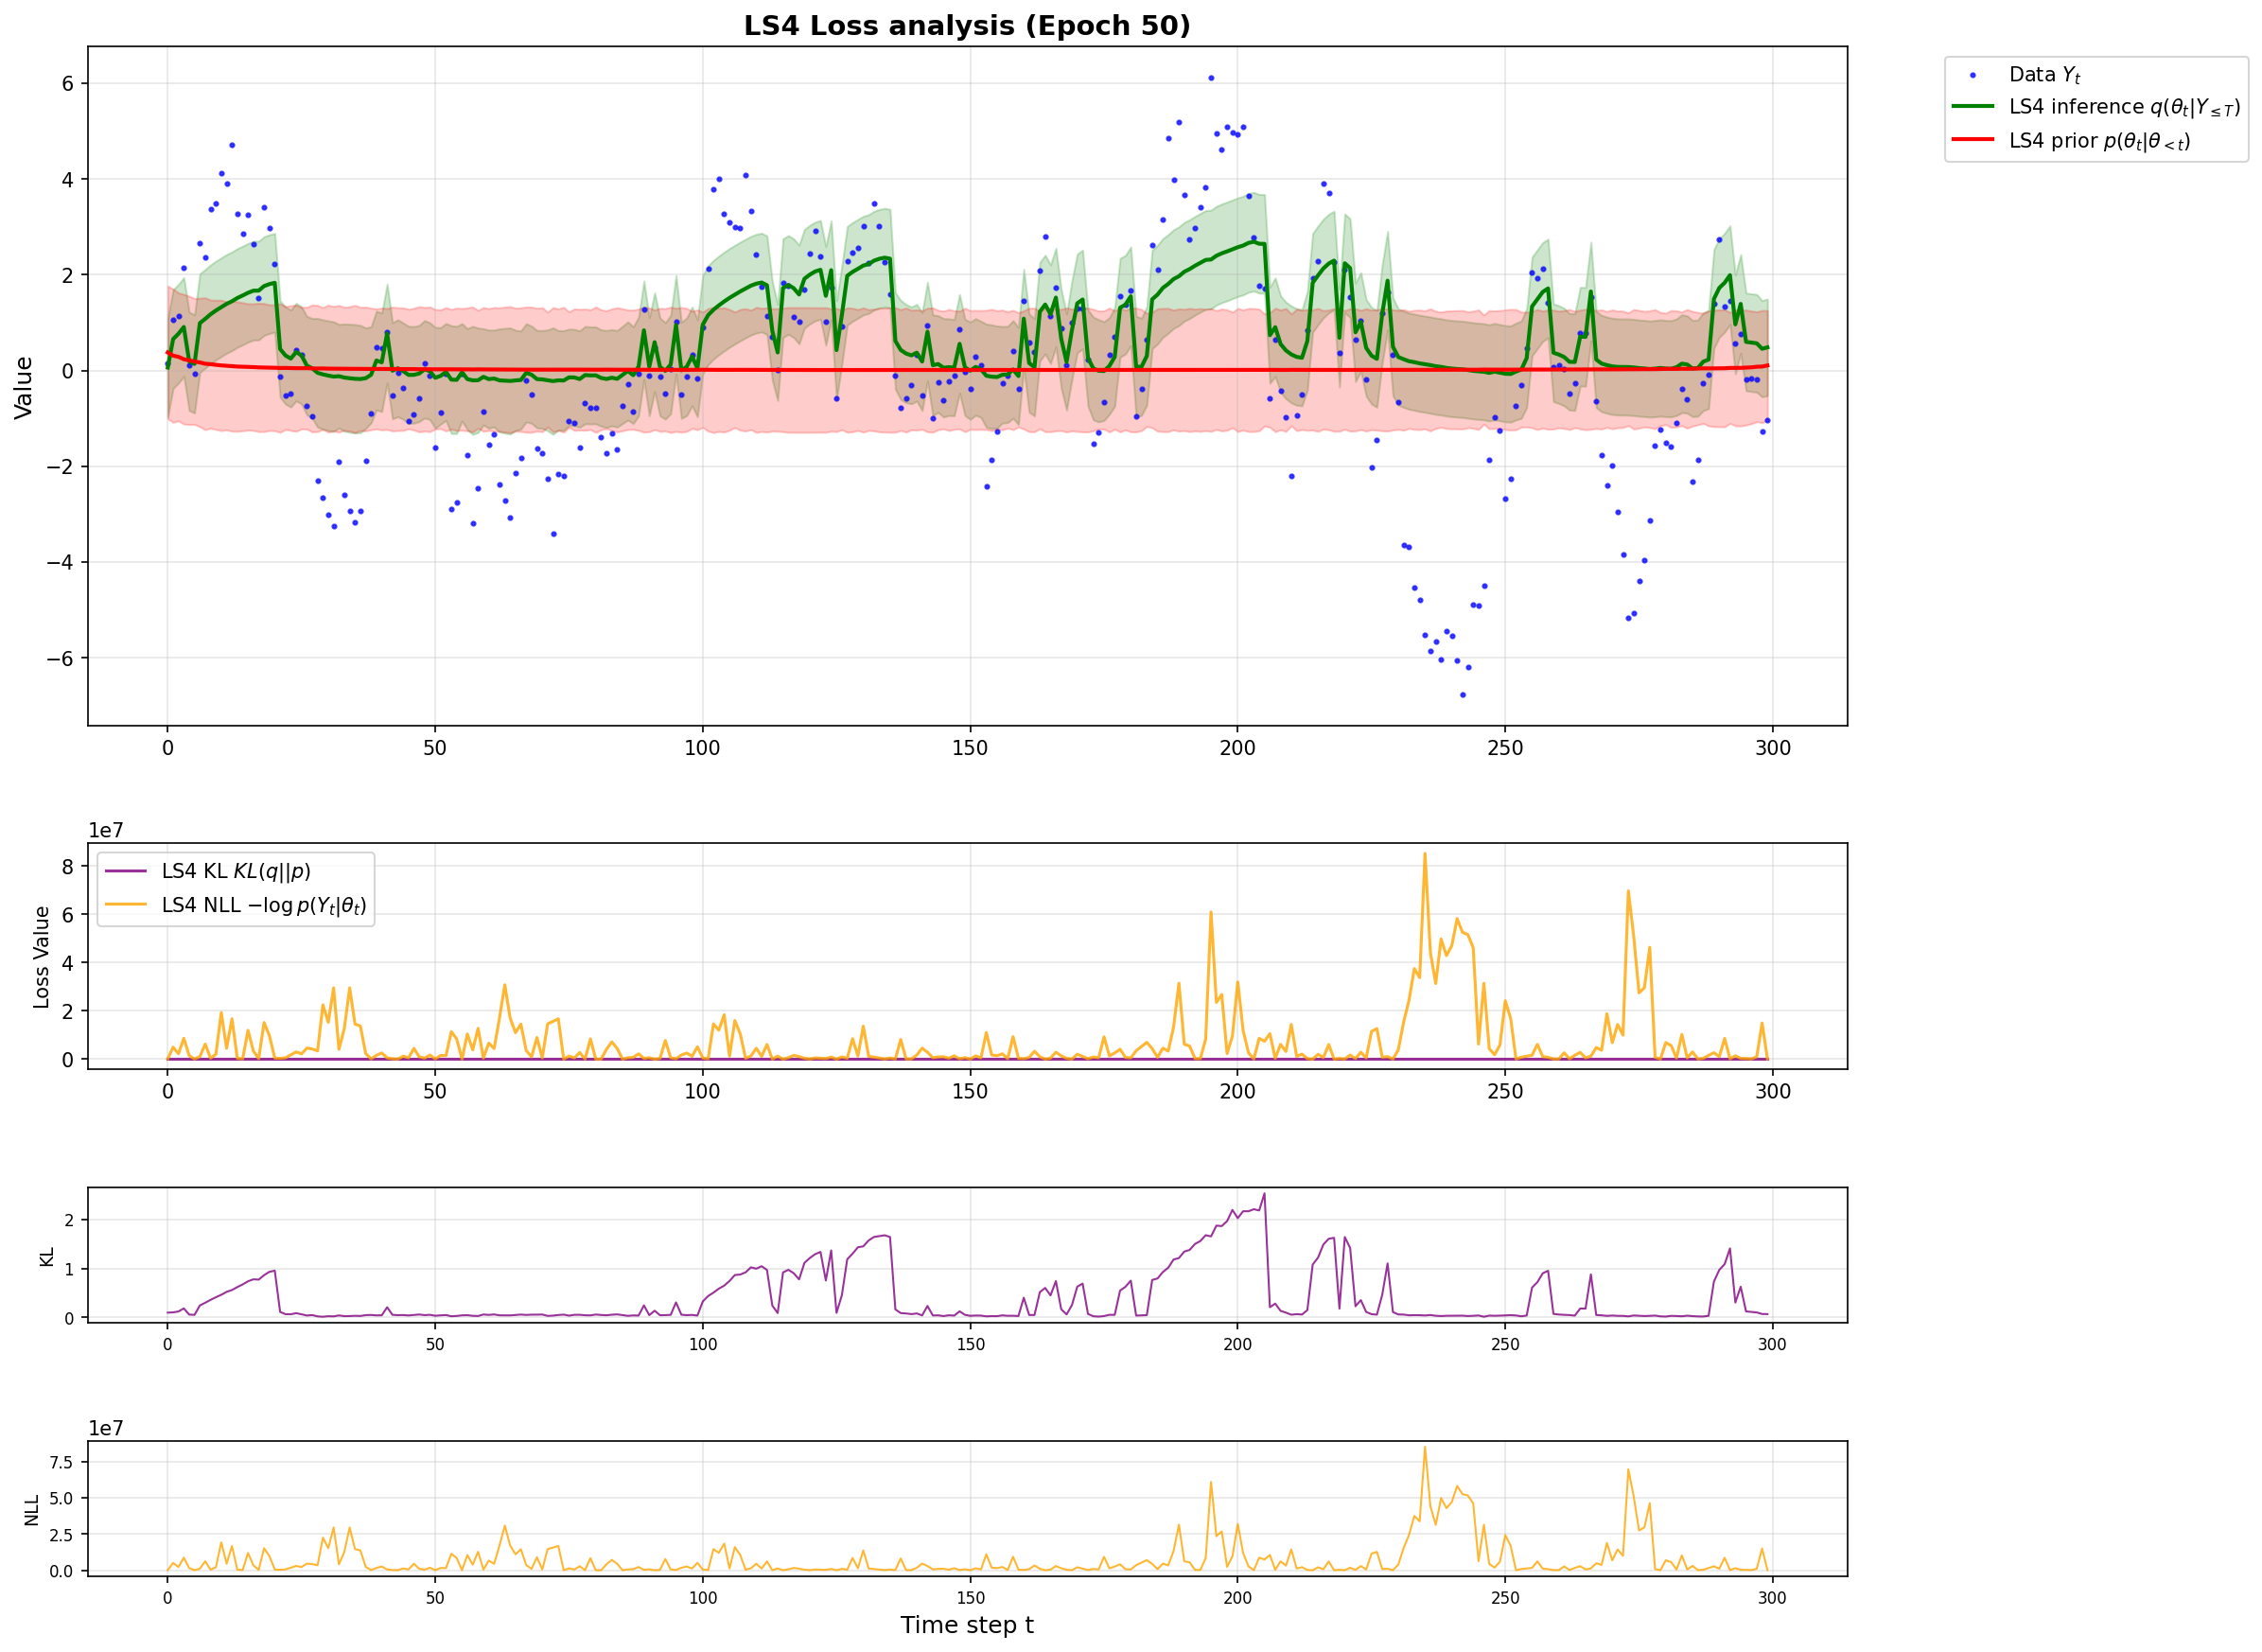 LS4 Loss analysis (Epoch 50)
Data Y_t
LS4 inference q(θ_t|Y_≤T)
LS4 prior p(θ_t|θ_<t)
Value
6
4
2
0
−2
−4
−6
0 50 100 150 200 250 300
1e7
LS4 KL KL(q||p)
LS4 NLL −log p(Y_t|θ_t)
Loss Value
8
6
4
2
0
0 50 100 150 200 250 300
KL
2
1
0
0 50 100 150 200 250 300
1e7
NLL
7.5
5.0
2.5
0.0
0 50 100 150 200 250 300
Time step t